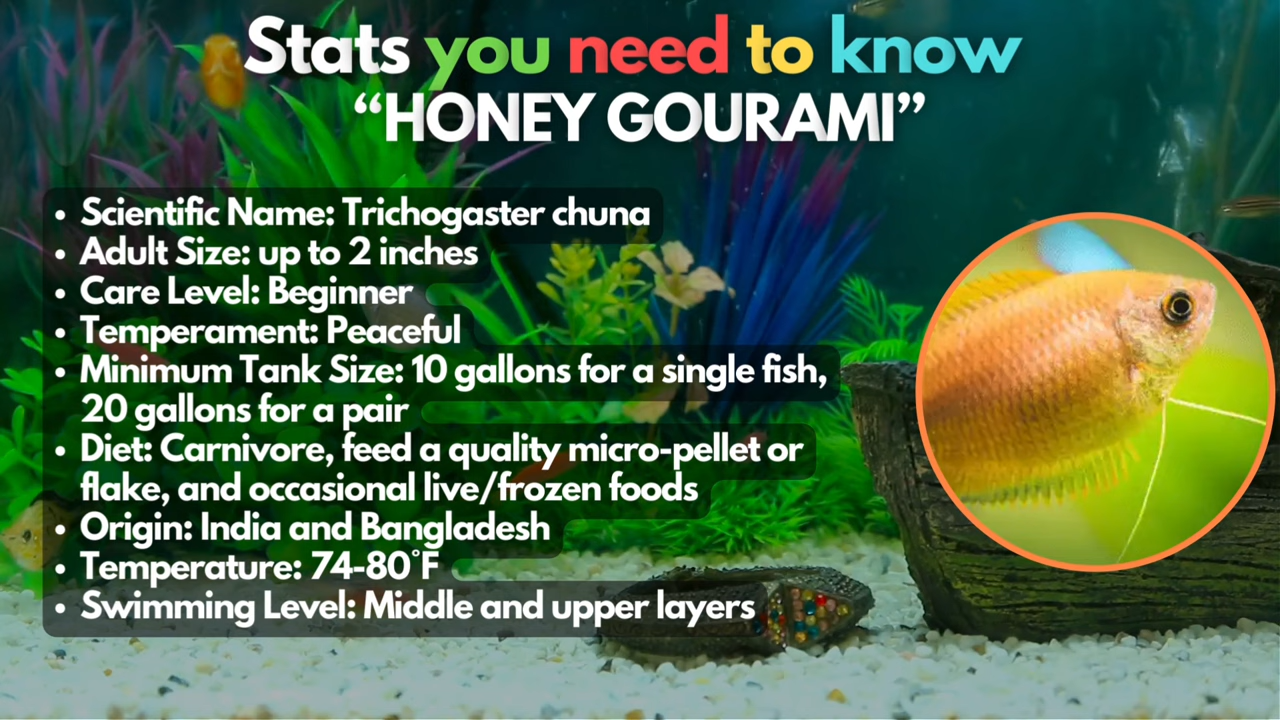 Stats you need to know
“HONEY GOURAMI”
• Scientific Name: Trichogaster chuna
• Adult Size: up to 2 inches
• Care Level: Beginner
• Temperament: Peaceful
• Minimum Tank Size: 10 gallons for a single fish,
20 gallons for a pair
• Diet: Carnivore, feed a quality micro-pellet or
flake, and occasional live/frozen foods
• Origin: India and Bangladesh
• Temperature: 74-80°F
• Swimming Level: Middle and upper layers